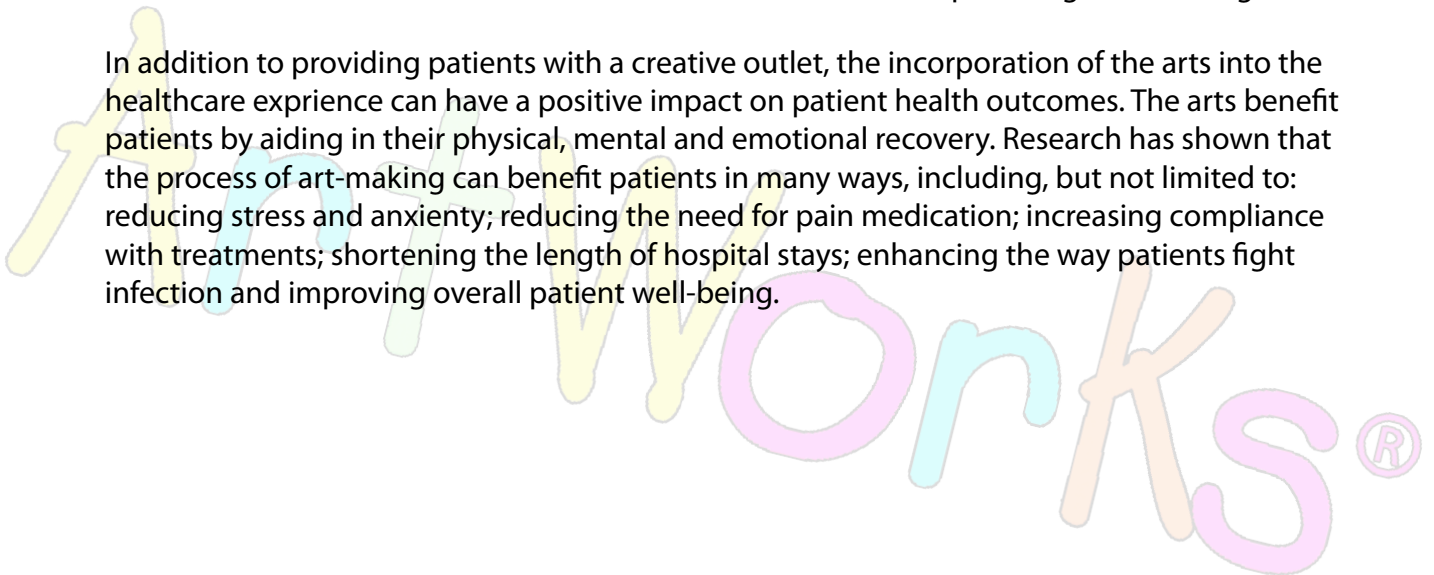 In addition to providing patients with a creative outlet, the incorporation of the arts into the
healthcare exprience can have a positive impact on patient health outcomes. The arts benefit
patients by aiding in their physical, mental and emotional recovery. Research has shown that
the process of art-making can benefit patients in many ways, including, but not limited to:
reducing stress and anxienty; reducing the need for pain medication; increasing compliance
with treatments; shortening the length of hospital stays; enhancing the way patients fight
infection and improving overall patient well-being.
ArtWorks®